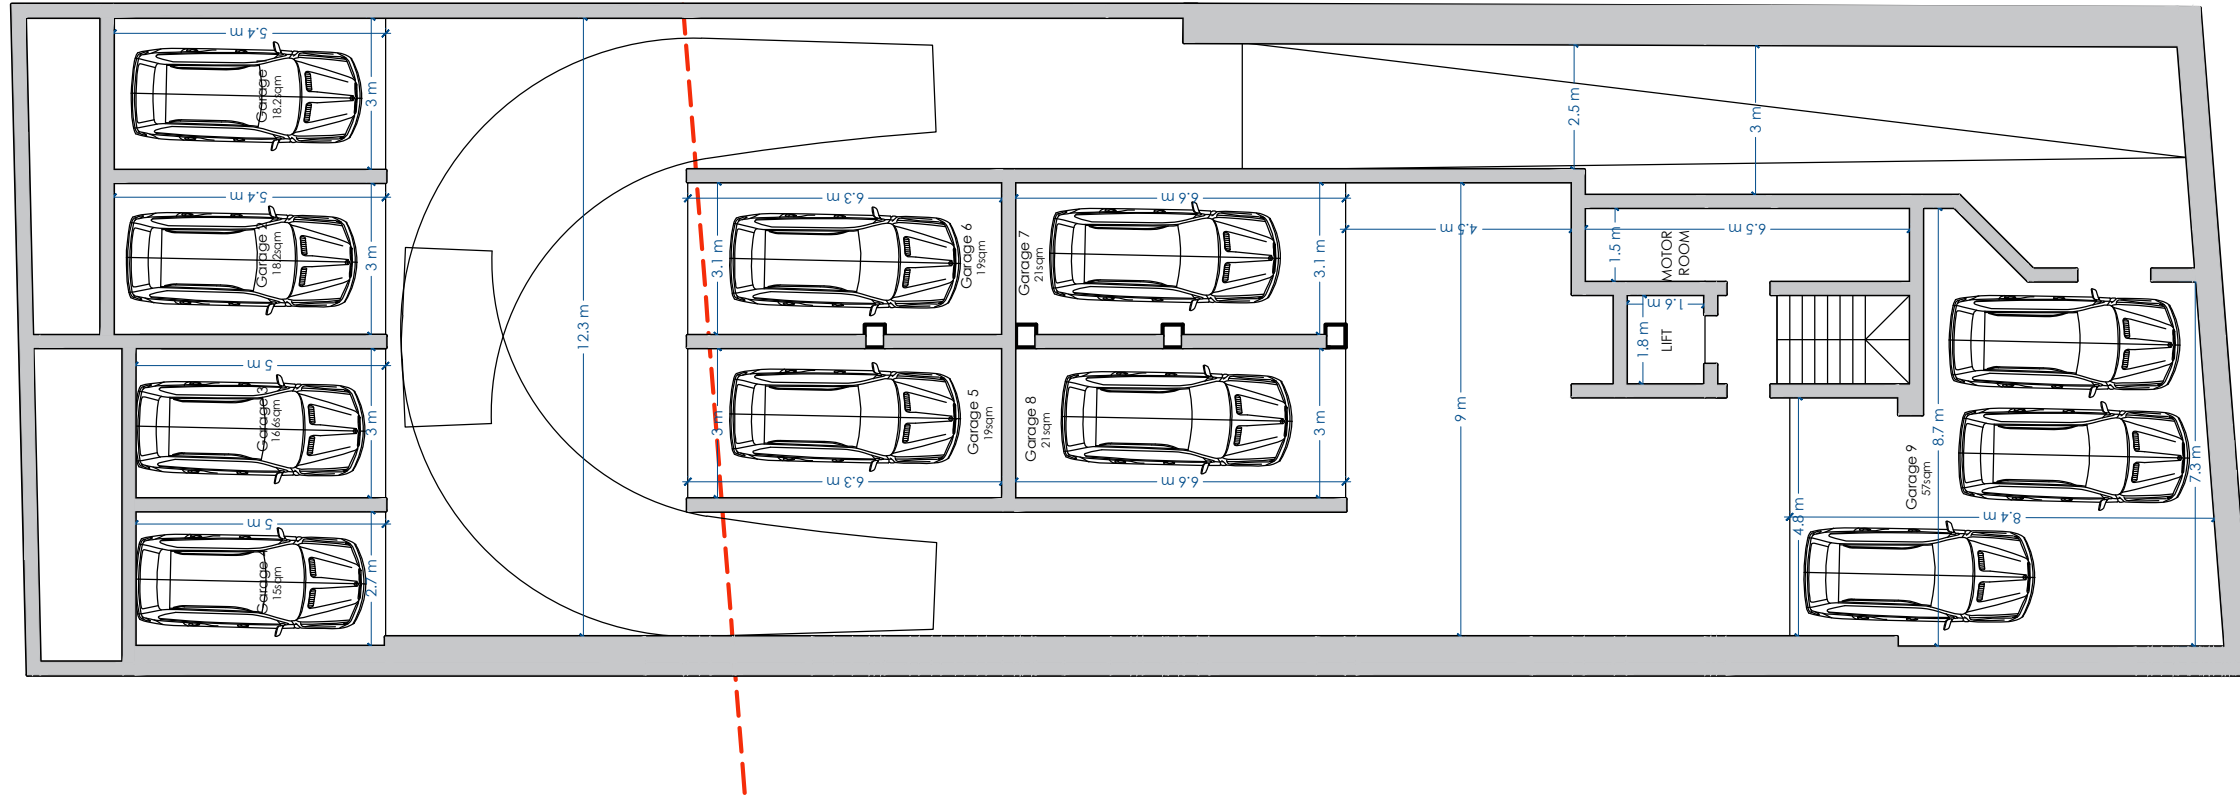 5.4 m
3 m
Garage
18.2sqm
5.4 m
3 m
Garage 2
18.2sqm
5 m
3 m
Garage 3
16.6sqm
5 m
2.7 m
Garage
15sqm
12.3 m
6.3 m
3.1 m
Garage 6
19sqm
Garage 7
21sqm
6.6 m
3.1 m
3 m
Garage 5
19sqm
6.3 m
Garage 8
21sqm
3 m
6.6 m
4.5 m
9 m
2.5 m
3 m
1.5 m
MOTOR
ROOM
6.5 m
1.6 m
1.8 m
LIFT
4.8 m
8.7 m
Garage 9
57sqm
8.4 m
7.3 m